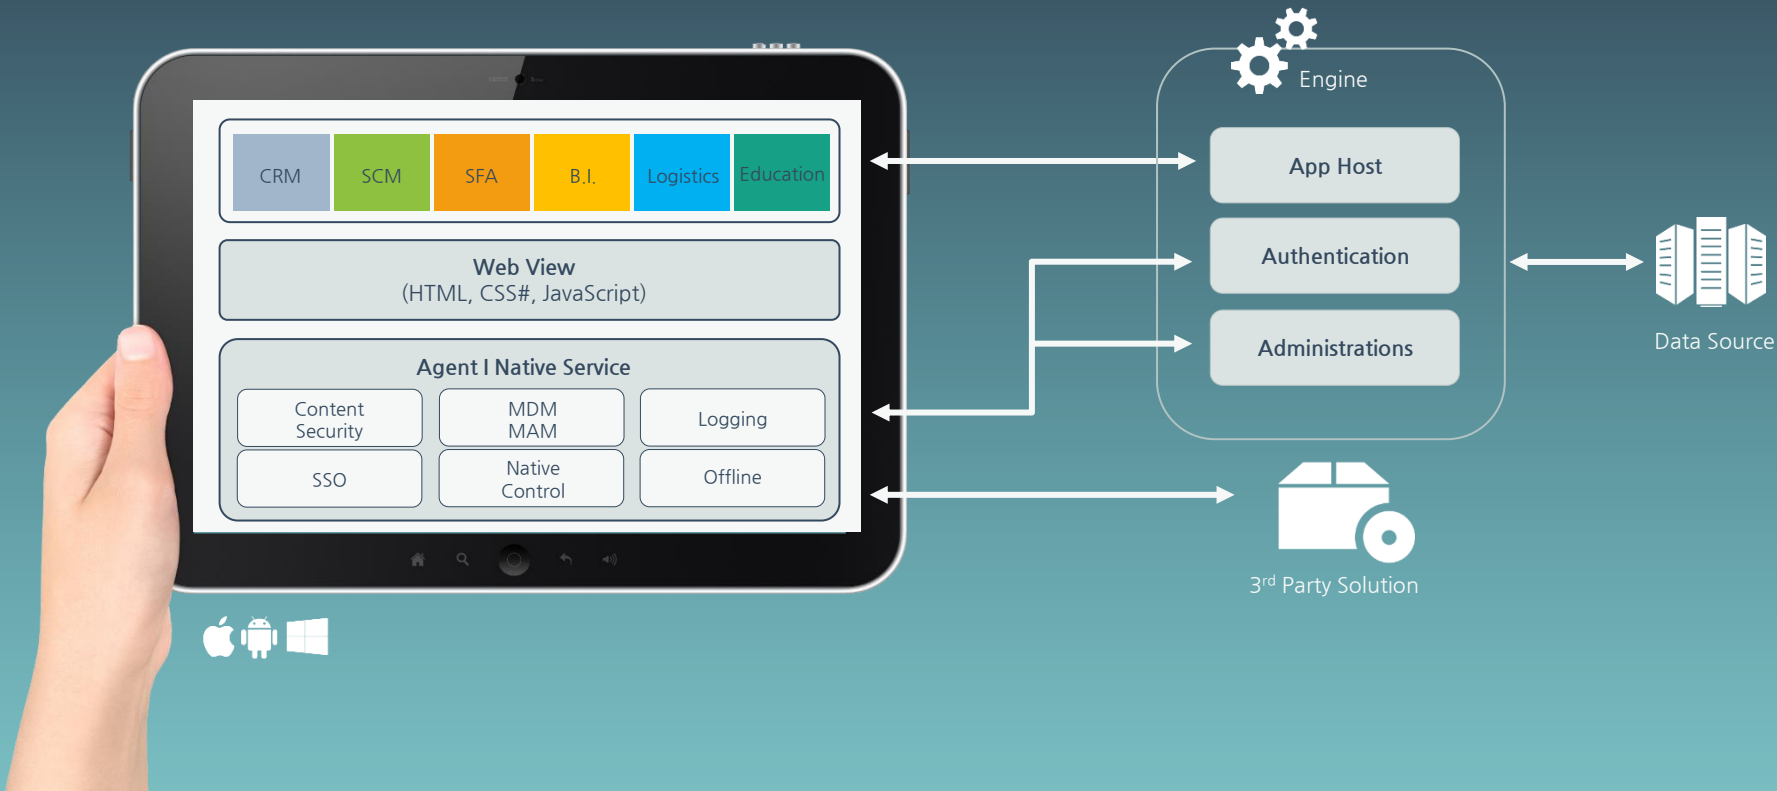 CRM SCM SFA B.I. Logistics Education
Web View
(HTML, CSS#, JavaScript)
Agent I Native Service
Content
Security
MDM
MAM
Logging
SSO
Native
Control
Offline
Engine
App Host
Authentication
Administrations
Data Source
3rd Party Solution